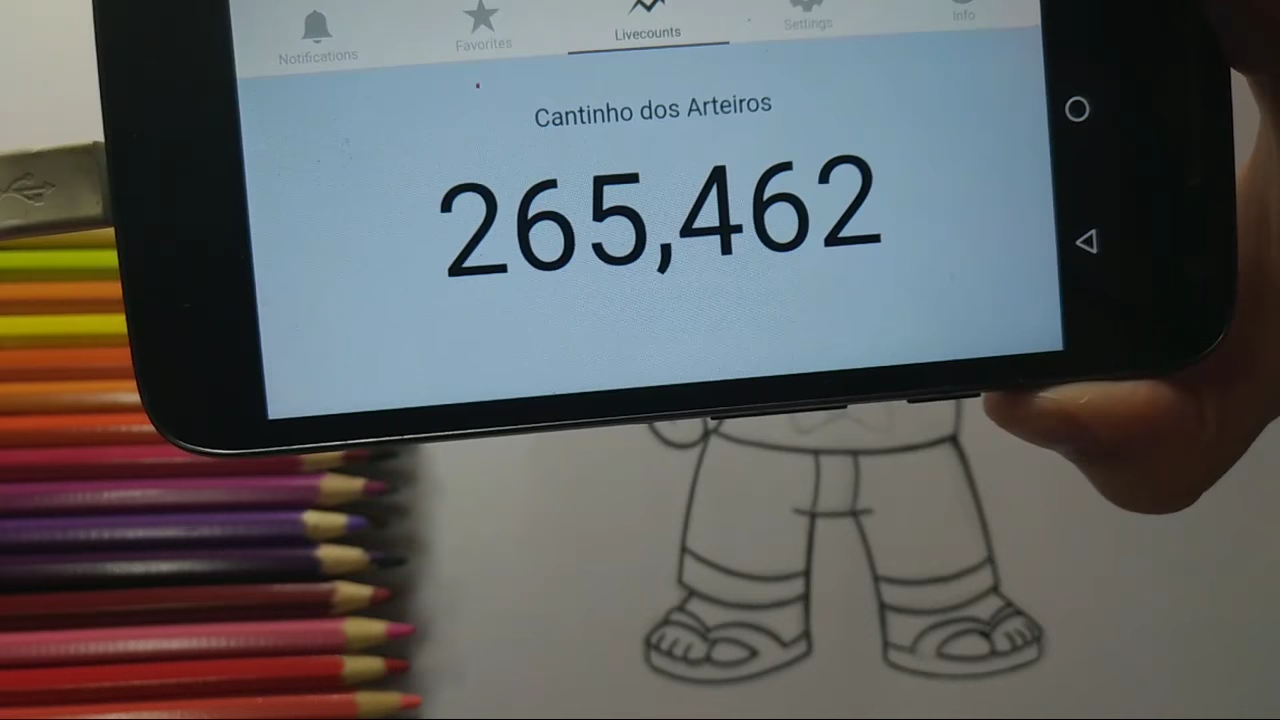 Notifications
Favorites
Livecounts
Settings
Info
Cantinho dos Arteiros
265,462